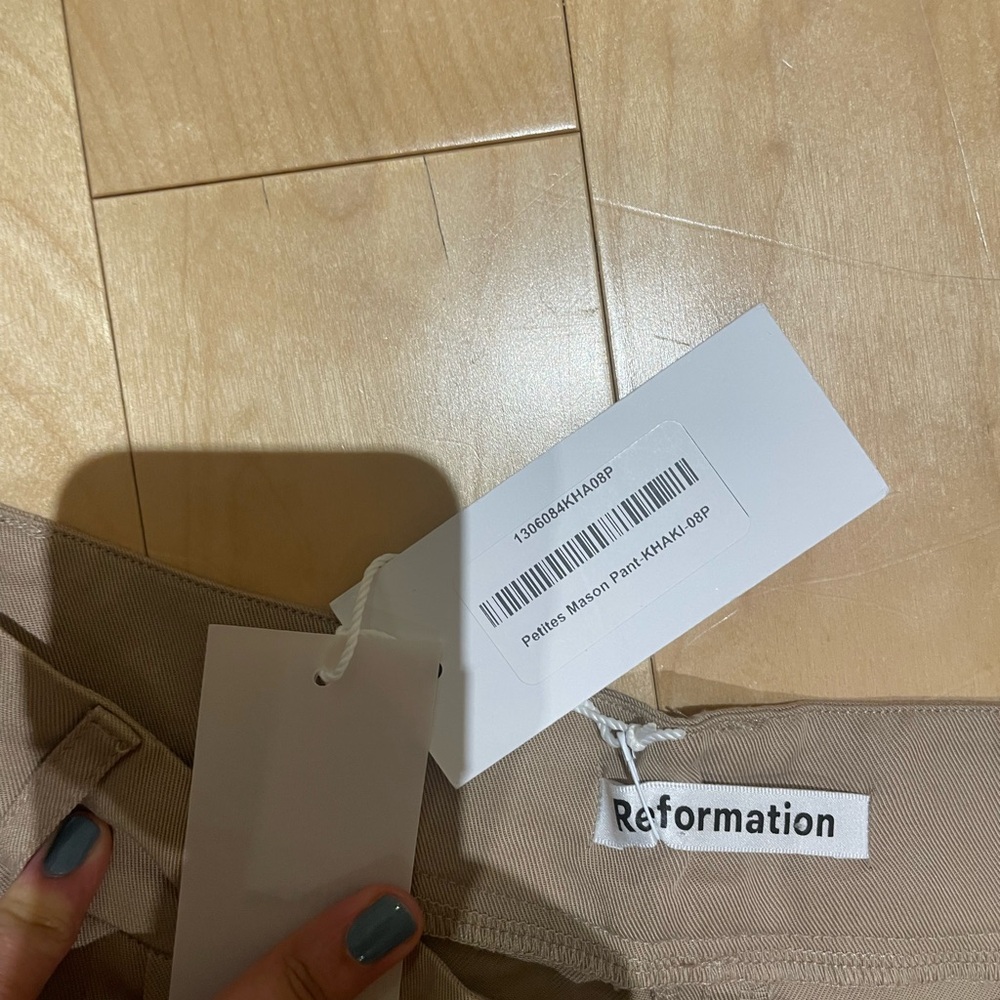 1306084KHA08P
Petites Mason Pant-KHAKI-08P
Reformation